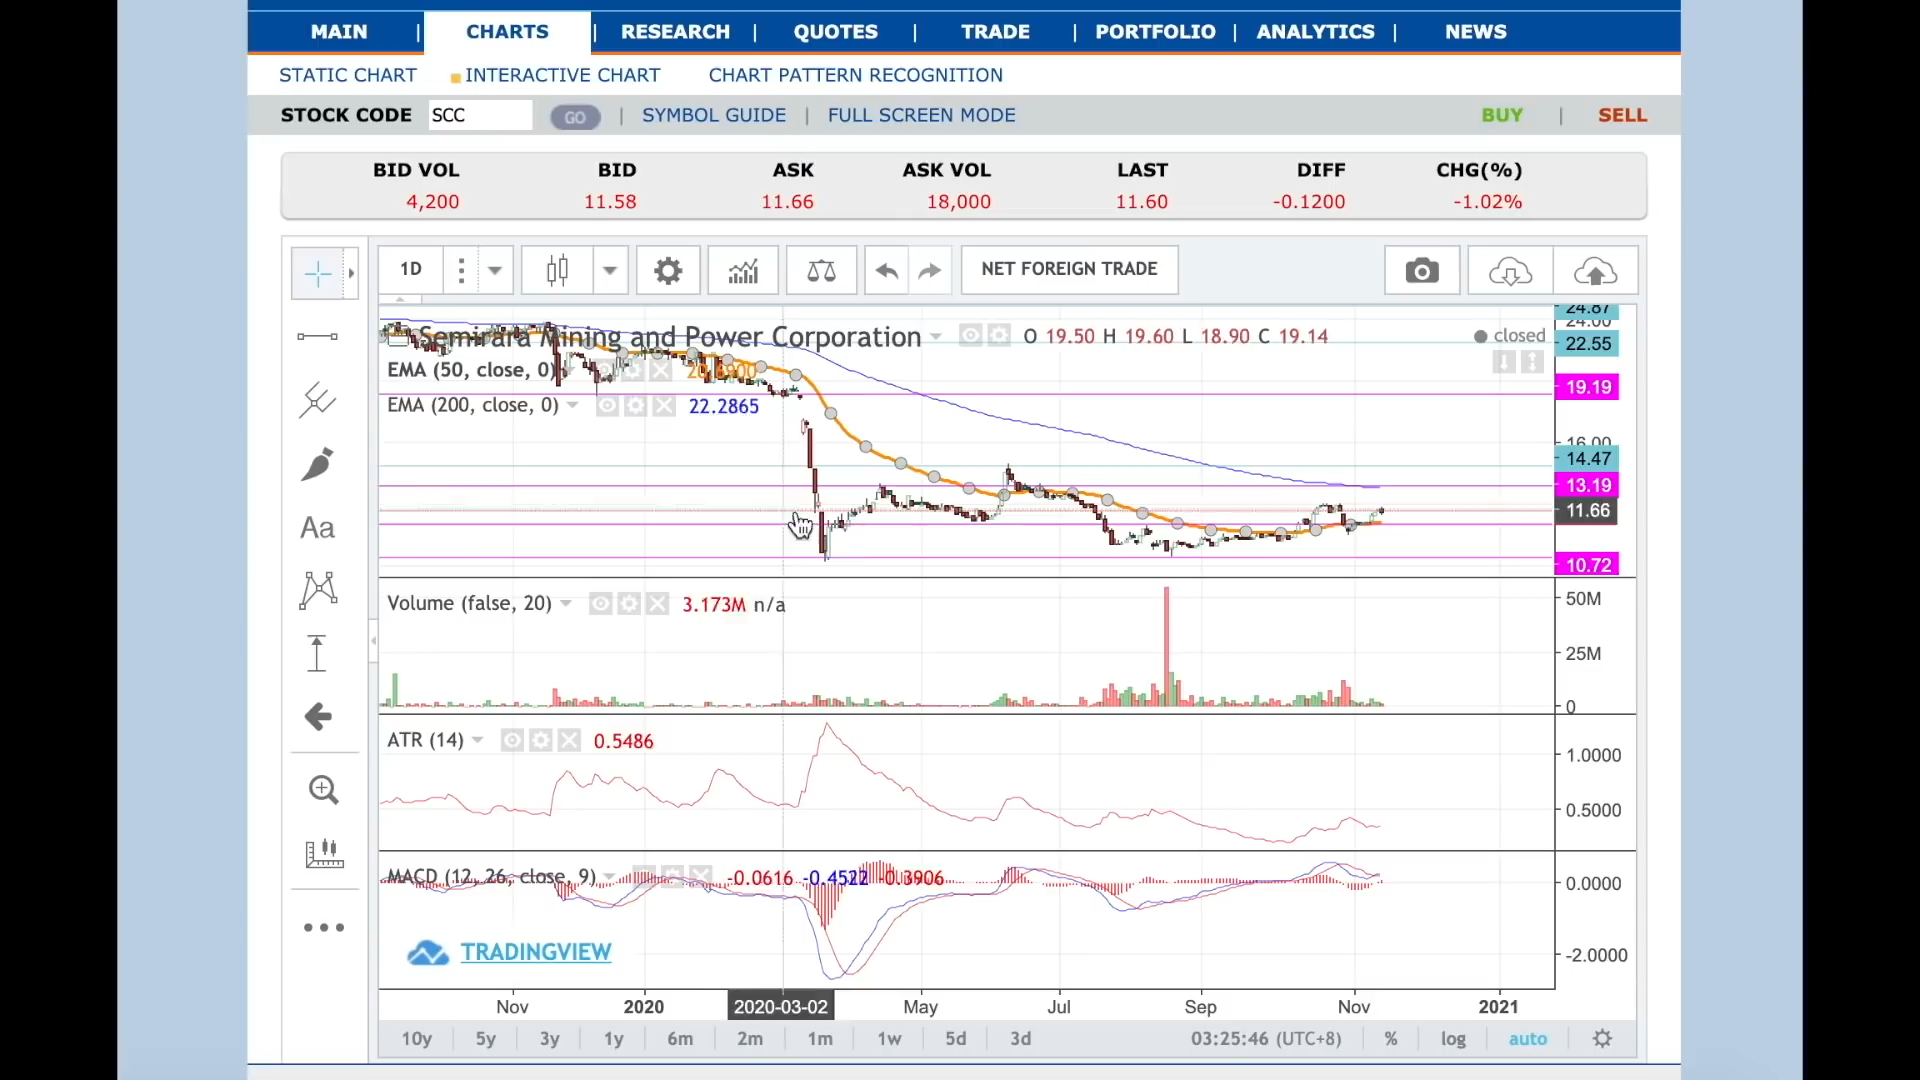 MAIN | CHARTS | RESEARCH | QUOTES | TRADE | PORTFOLIO | ANALYTICS | NEWS
STATIC CHART INTERACTIVE CHART CHART PATTERN RECOGNITION
STOCK CODE SCC GO | SYMBOL GUIDE | FULL SCREEN MODE BUY | SELL
BID VOL BID ASK ASK VOL LAST DIFF CHG(%)
4,200 11.58 11.66 18,000 11.60 -0.1200 -1.02%
1D NET FOREIGN TRADE
24.87
24.00
Semirara Mining and Power Corporation O 19.50 H 19.60 L 18.90 C 19.14 closed
22.55
EMA (50, close, 0)
19.19
EMA (200, close, 0) 22.2865
16.00
14.47
13.19
11.66
10.72
Volume (false, 20) 3.173M n/a
50M
25M
0
ATR (14) 0.5486
1.0000
0.5000
MACD (12, 26, close, 9) -0.0616 -0.4522 -0.3906
0.0000
TRADINGVIEW
-2.0000
Nov 2020 2020-03-02 May Jul Sep Nov 2021
10y 5y 3y 1y 6m 2m 1m 1w 5d 3d 03:25:46 (UTC+8) % log auto
Aa